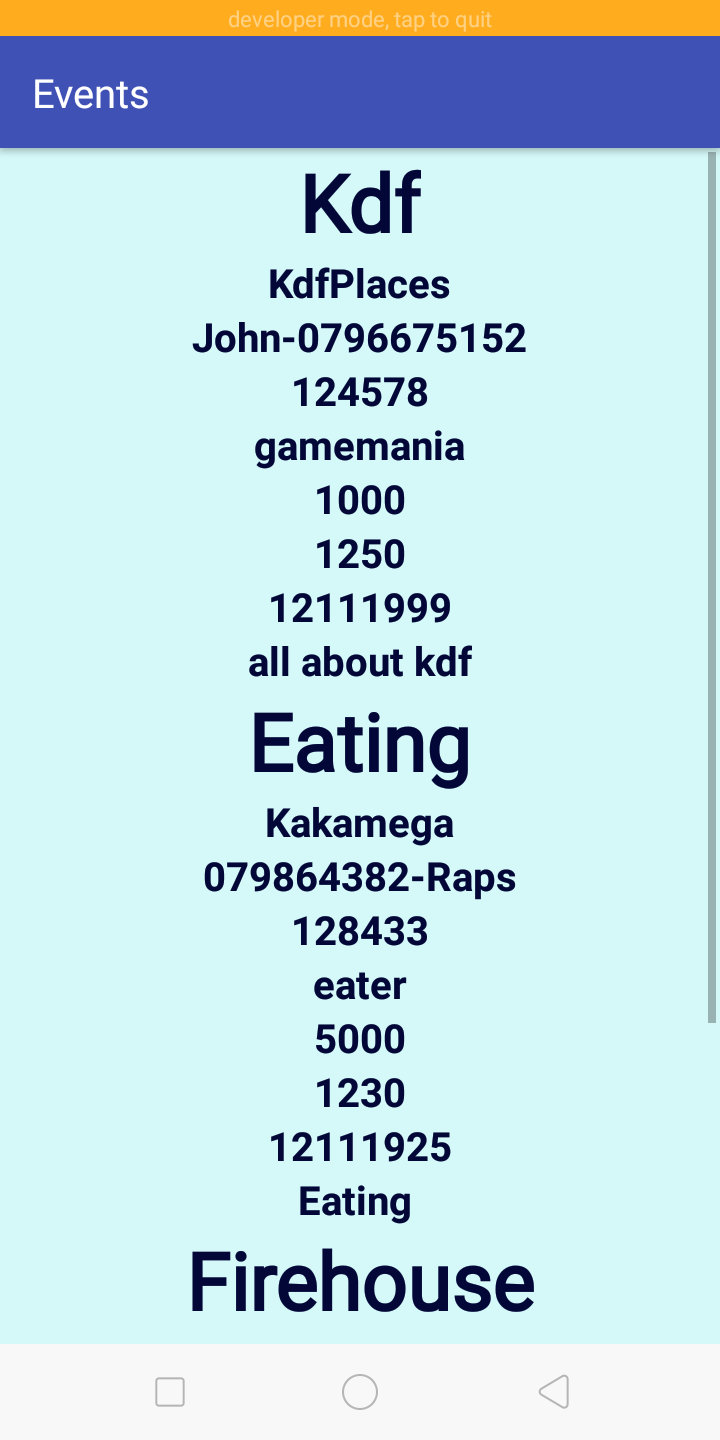 developer mode, tap to quit
Events
Kdf
KdfPlaces
John-0796675152
124578
gamemania
1000
1250
12111999
all about kdf
Eating
Kakamega
079864382-Raps
128433
eater
5000
1230
12111925
Eating
Firehouse